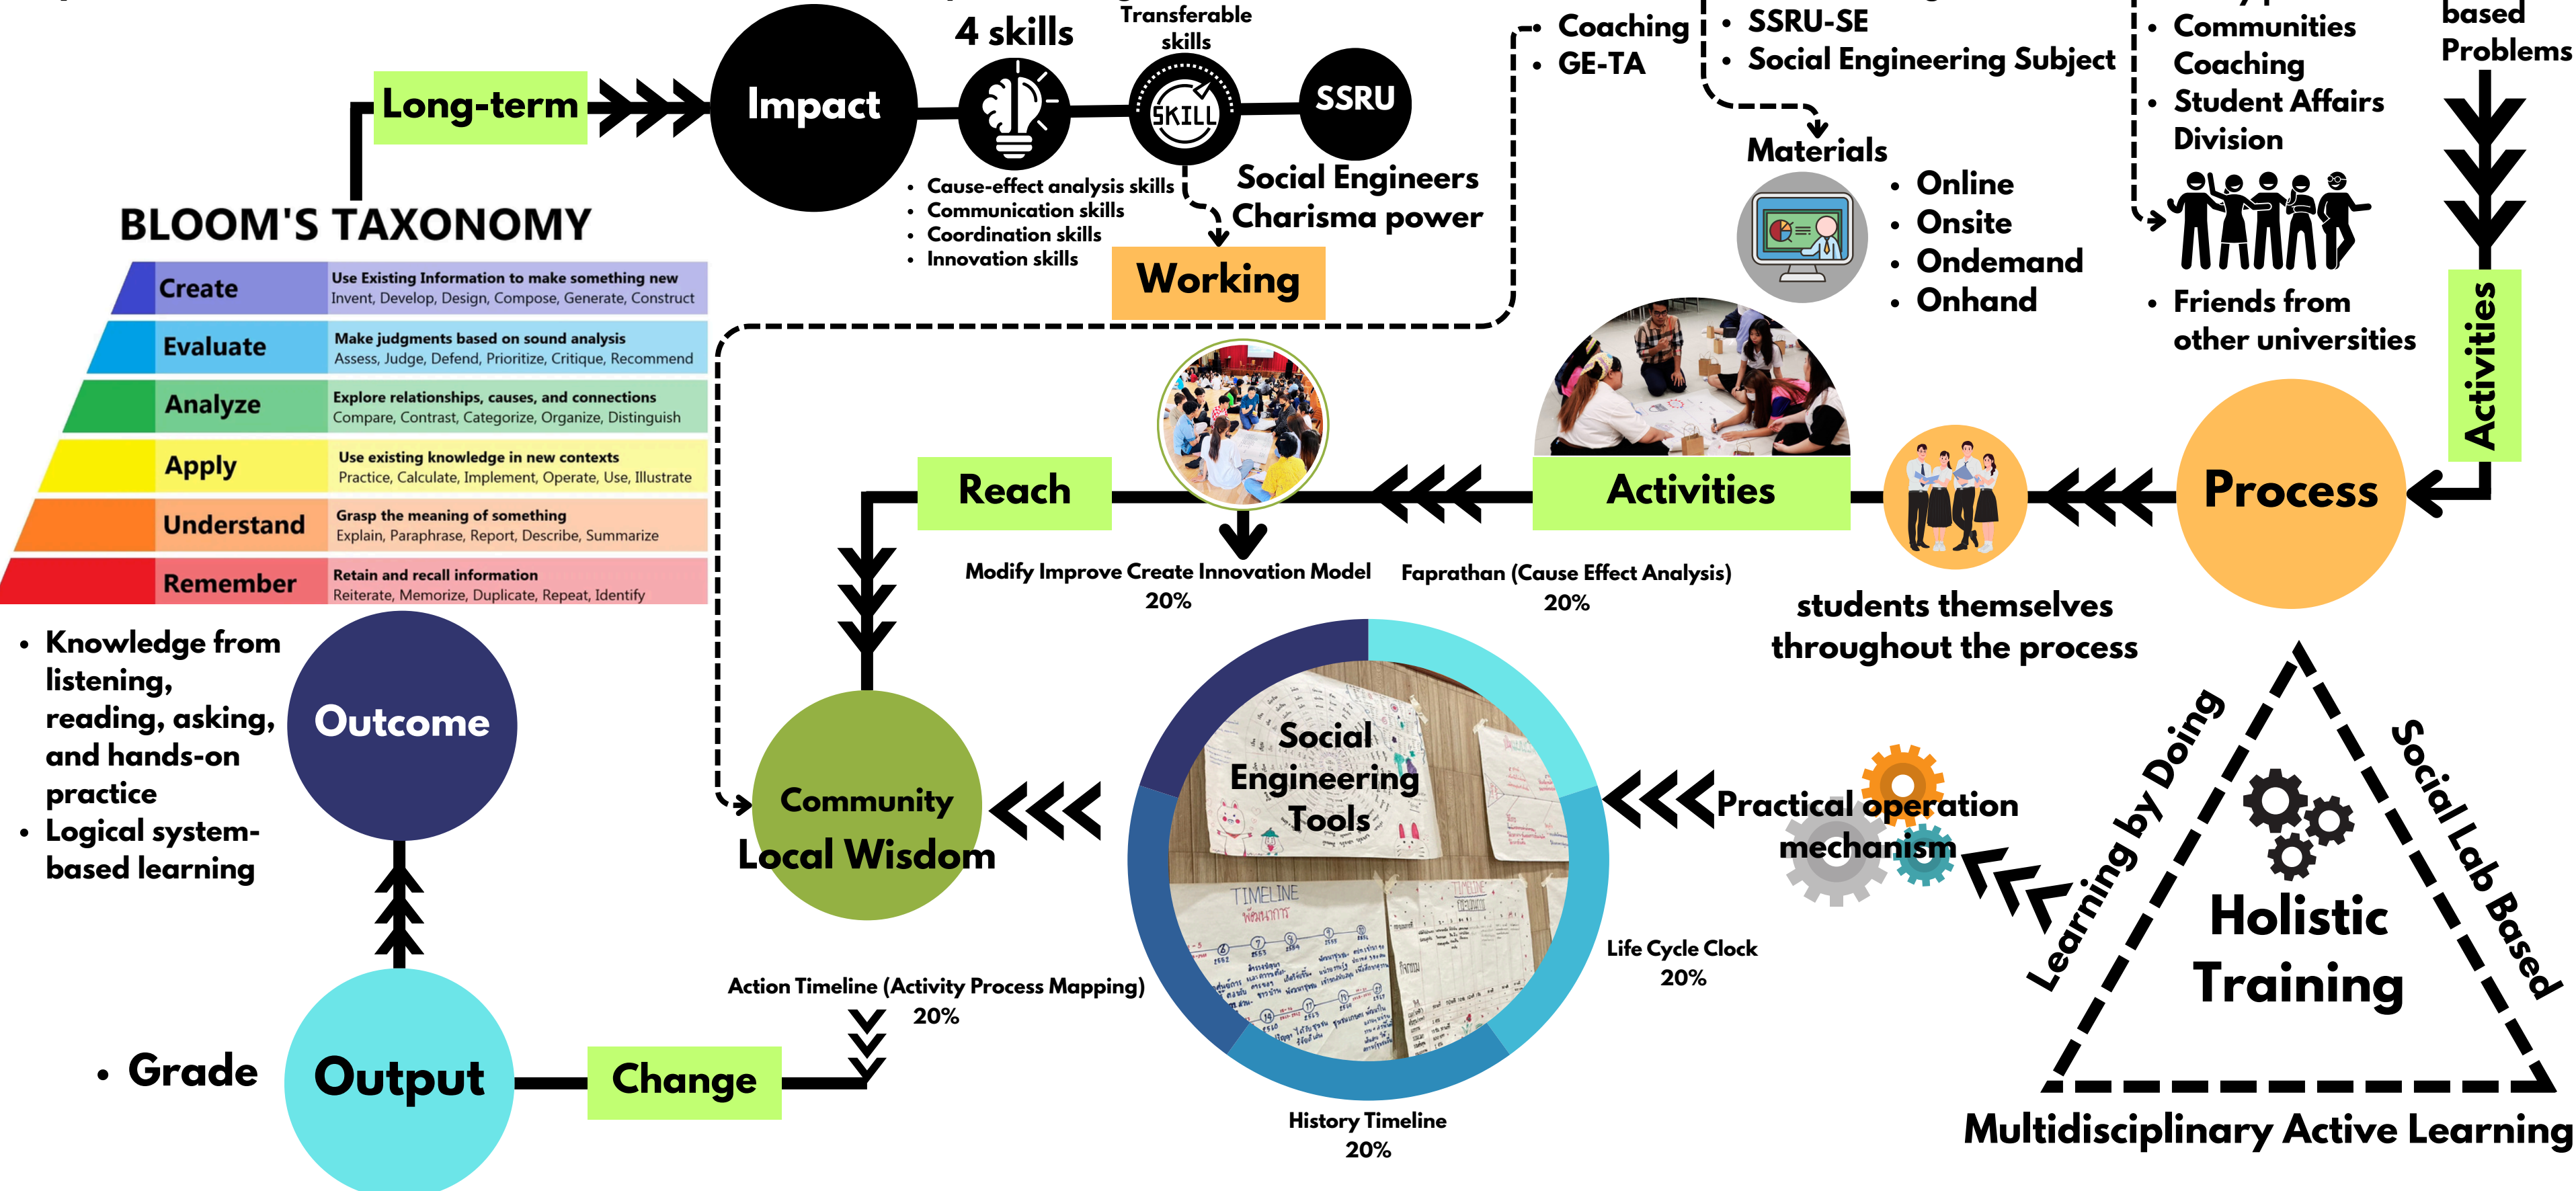 4 skills
Transferable
skills
Long-term
Impact
SKILL
SSRU
• Cause-effect analysis skills
• Communication skills
• Coordination skills
• Innovation skills
Social Engineers
Charisma power
Working
• Coaching
• GE-TA
• SSRU-SE
• Social Engineering Subject
Materials
• Online
• Onsite
• Ondemand
• Onhand
• Communities
Coaching
• Student Affairs
Division
• Friends from
other universities
based
Problems
Activities
BLOOM'S TAXONOMY
Create
Use Existing Information to make something new
Invent, Develop, Design, Compose, Generate, Construct
Evaluate
Make judgments based on sound analysis
Assess, Judge, Defend, Prioritize, Critique, Recommend
Analyze
Explore relationships, causes, and connections
Compare, Contrast, Categorize, Organize, Distinguish
Apply
Use existing knowledge in new contexts
Practice, Calculate, Implement, Operate, Use, Illustrate
Understand
Grasp the meaning of something
Explain, Paraphrase, Report, Describe, Summarize
Remember
Retain and recall information
Reiterate, Memorize, Duplicate, Repeat, Identify
Reach
Activities
Process
Modify Improve Create Innovation Model
20%
Faprathan (Cause Effect Analysis)
20%
students themselves
throughout the process
• Knowledge from
listening,
reading, asking,
and hands-on
practice
• Logical system-
based learning
Outcome
Community
Local Wisdom
Social
Engineering
Tools
TIMELINE
พัฒนาการ
TIMELINE
Practical operation
mechanism
Learning by Doing
Social Lab Based
Holistic
Training
Multidisciplinary Active Learning
Life Cycle Clock
20%
Action Timeline (Activity Process Mapping)
20%
History Timeline
20%
• Grade
Output
Change